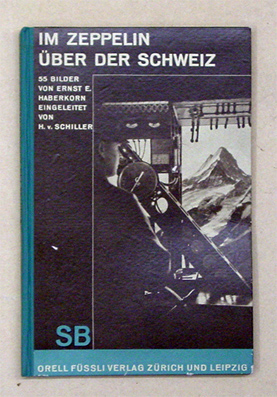 IM ZEPPELIN
ÜBER DER SCHWEIZ
55 BILDER
VON ERNST E.
HABERKORN
EINGELEITET
VON
H. v. SCHILLER
SB
ORELL FÜSSLI VERLAG ZÜRICH UND LEIPZIG